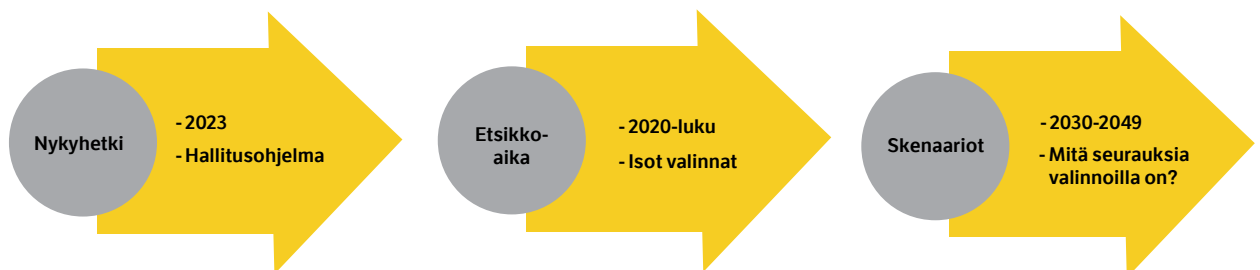 Nykyhetki
- 2023
- Hallitusohjelma
Etsikko-
aika
- 2020-luku
- Isot valinnat
Skenaariot
- 2030-2049
- Mitä seurauksia
valinnoilla on?